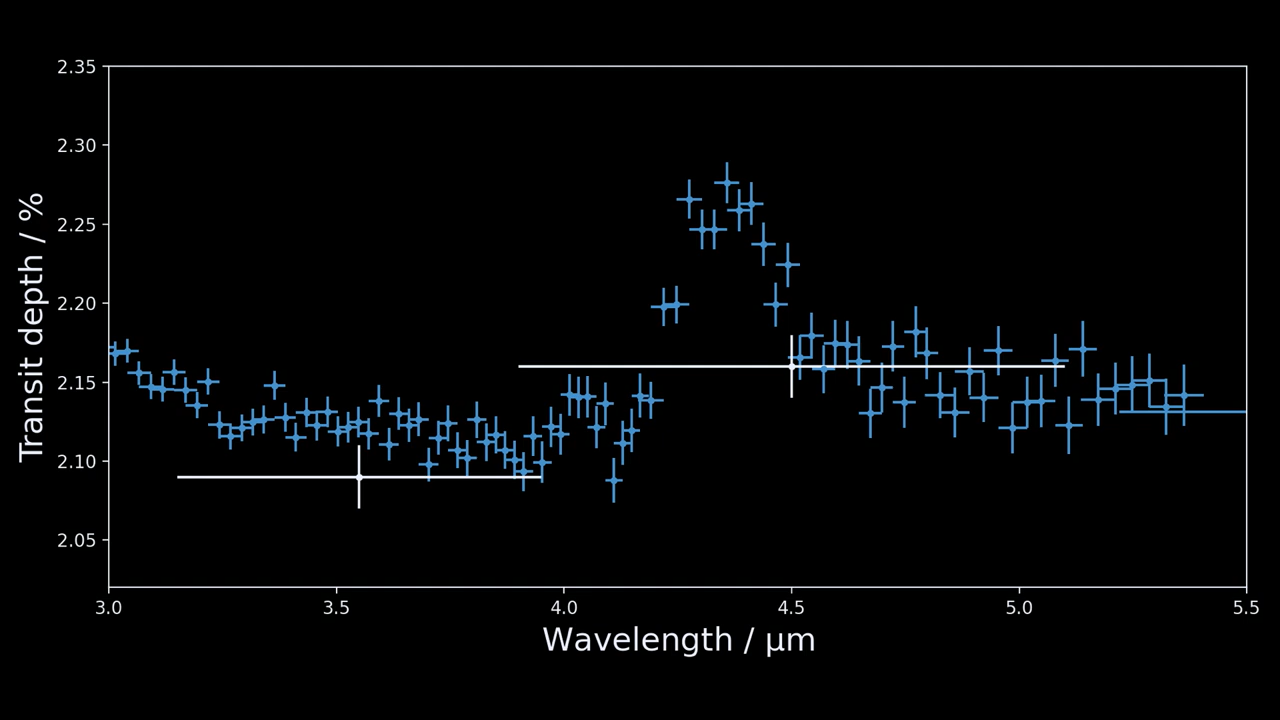 2.35
2.30
2.25
2.20
2.15
2.10
2.05
Transit depth / %
3.0 3.5 4.0 4.5 5.0 5.5
Wavelength / μm